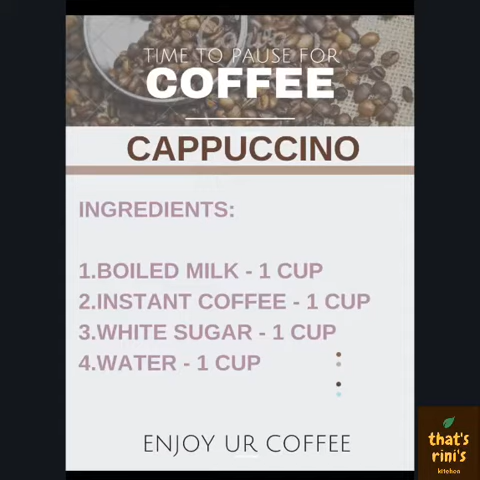 TIME TO PAUSE FOR
COFFEE
CAPPUCCINO
INGREDIENTS:
1.BOILED MILK - 1 CUP
2.INSTANT COFFEE - 1 CUP
3.WHITE SUGAR - 1 CUP
4.WATER - 1 CUP
ENJOY UR COFFEE
that's
rini's
kitchen